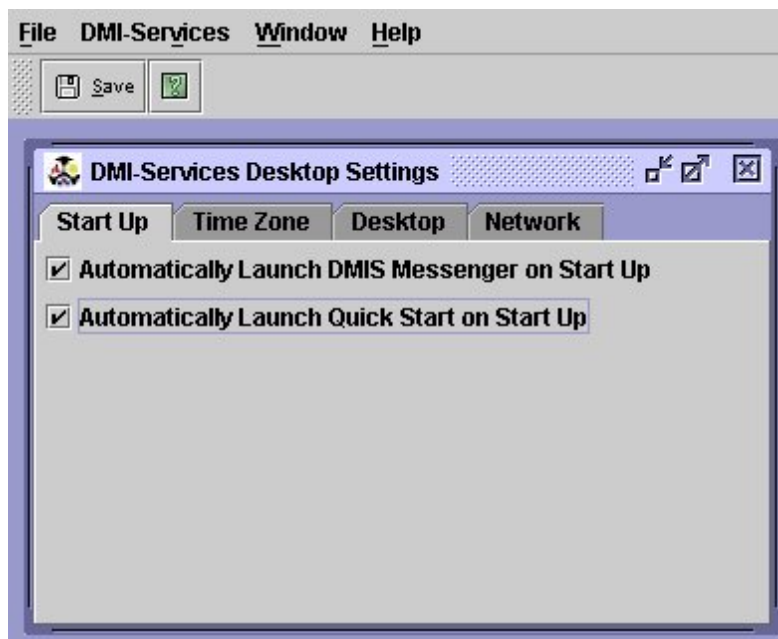 File DMI-Services Window Help
Save
DMI-Services Desktop Settings
Start Up Time Zone Desktop Network
Automatically Launch DMIS Messenger on Start Up
Automatically Launch Quick Start on Start Up